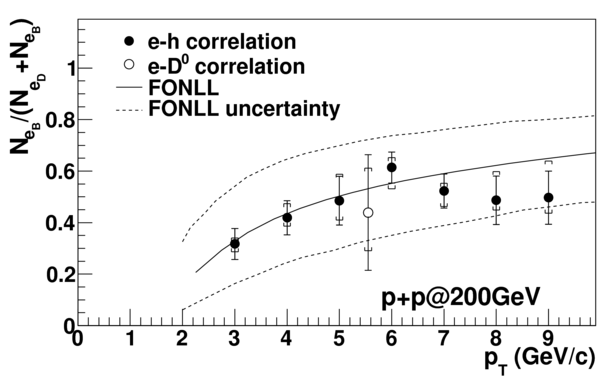 N_{e_B}/(N_{e_D}+N_{e_B})
e-h correlation
e-D^0 correlation
FONLL
FONLL uncertainty
1
0.8
0.6
0.4
0.2
0
p+p@200GeV
0 1 2 3 4 5 6 7 8 9
p_T (GeV/c)